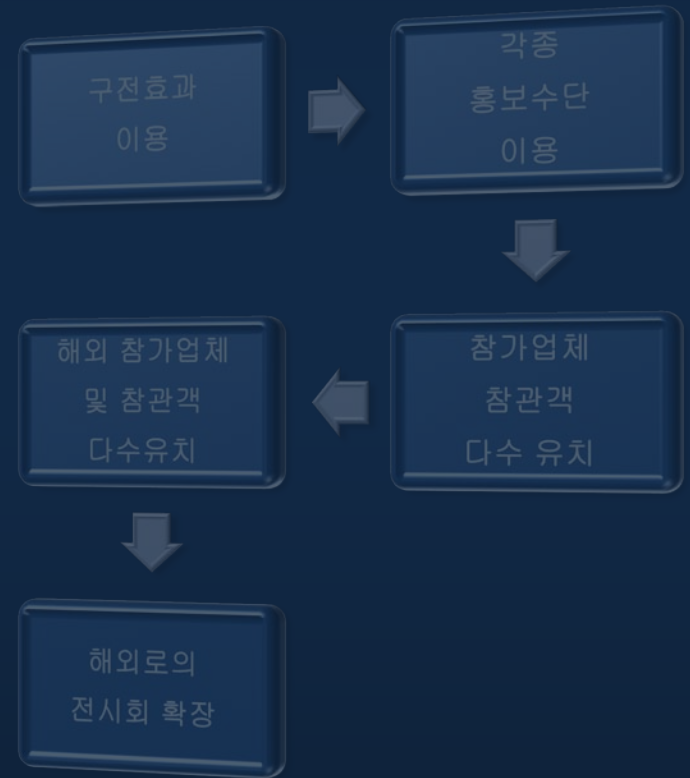 구전효과
이용
각종
홍보수단
이용
참가업체
참관객
다수 유치
해외 참가업체
및 참관객
다수유치
해외로의
전시회 확장